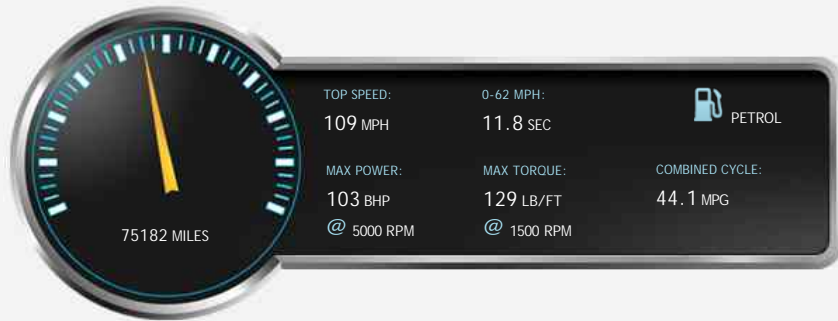 TOP SPEED:
109 MPH
0-62 MPH:
11.8 SEC
PETROL
MAX POWER:
103 BHP
@ 5000 RPM
MAX TORQUE:
129 LB/FT
@ 1500 RPM
COMBINED CYCLE:
44.1 MPG
75182 MILES